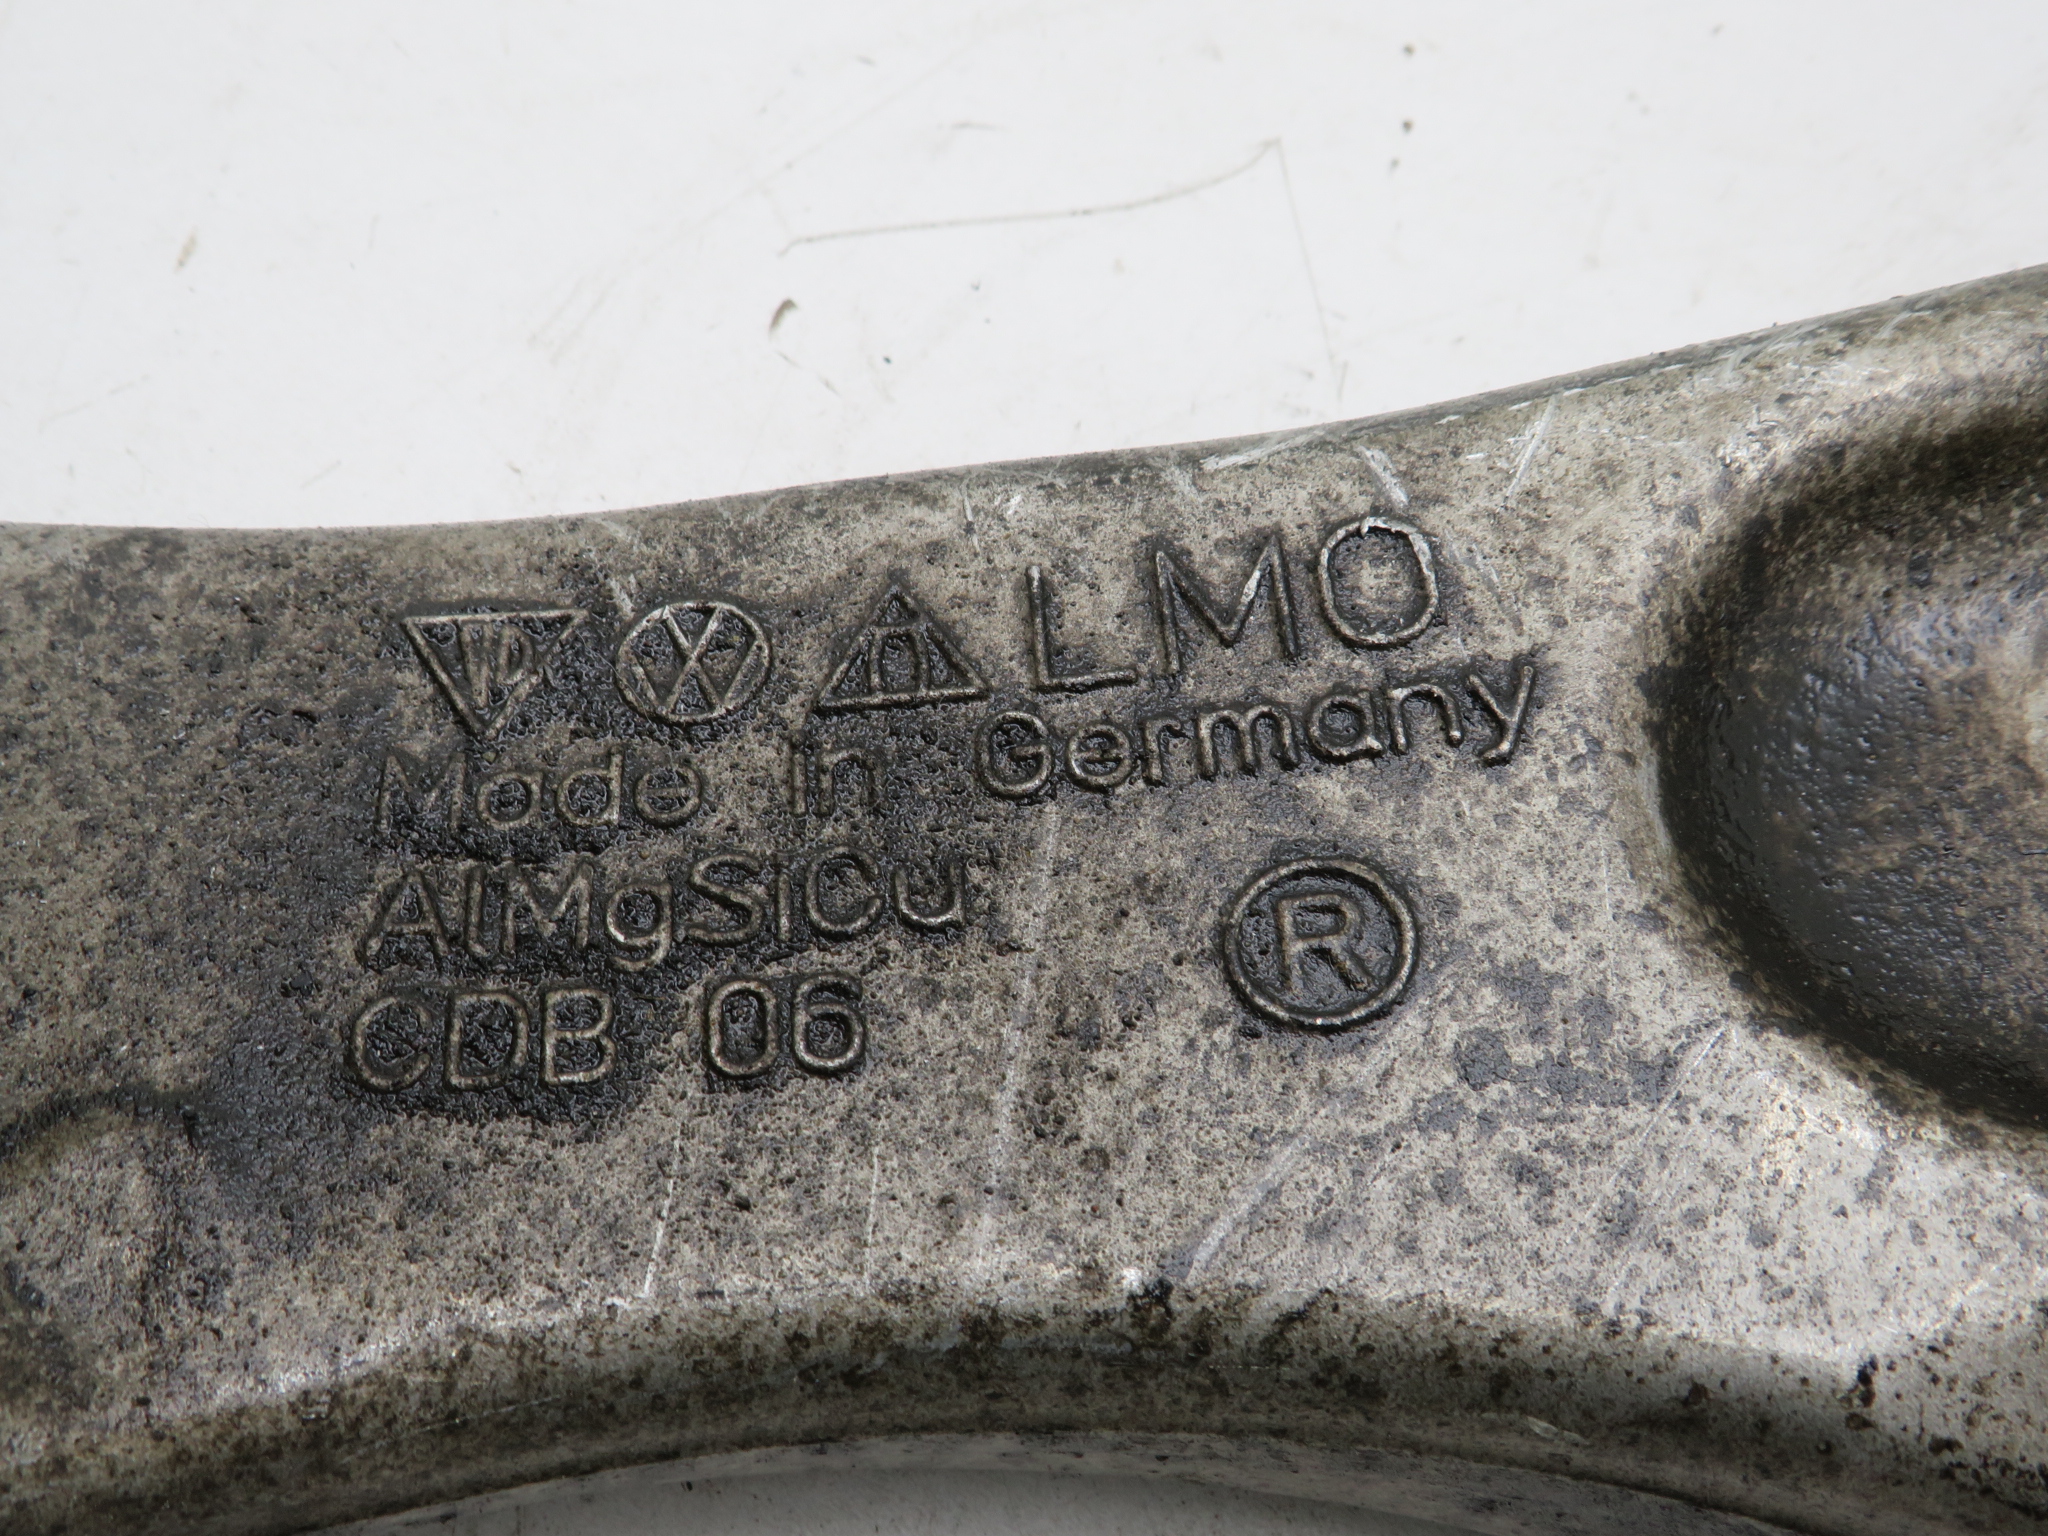 LMO
Made in Germany
AlMgSiCu
CDB 06
R